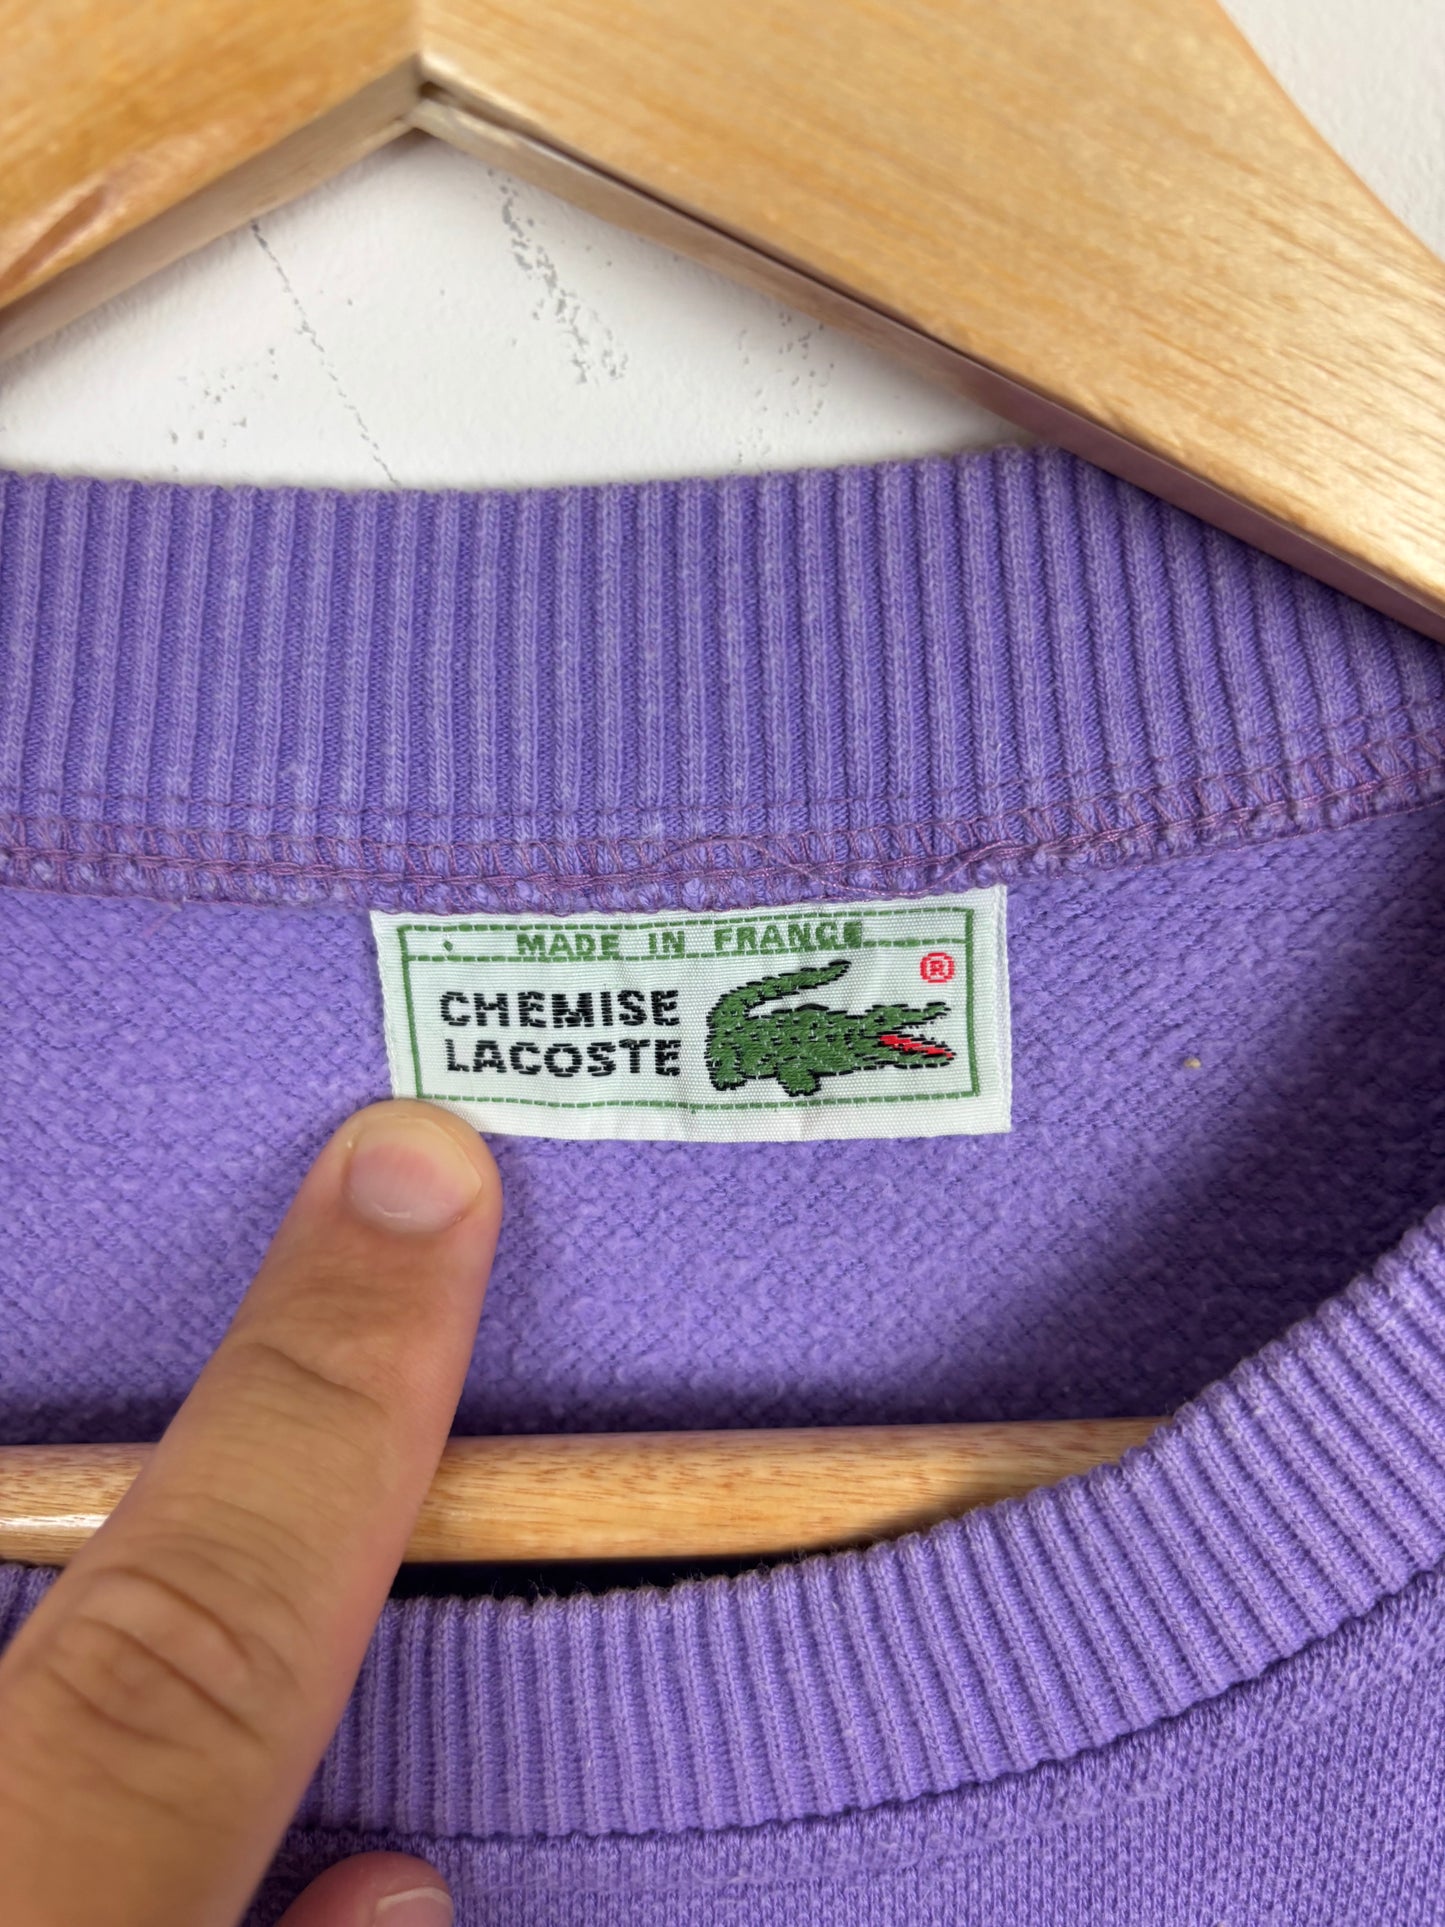 MADE IN FRANCE
CHEMISE
LACOSTE
®